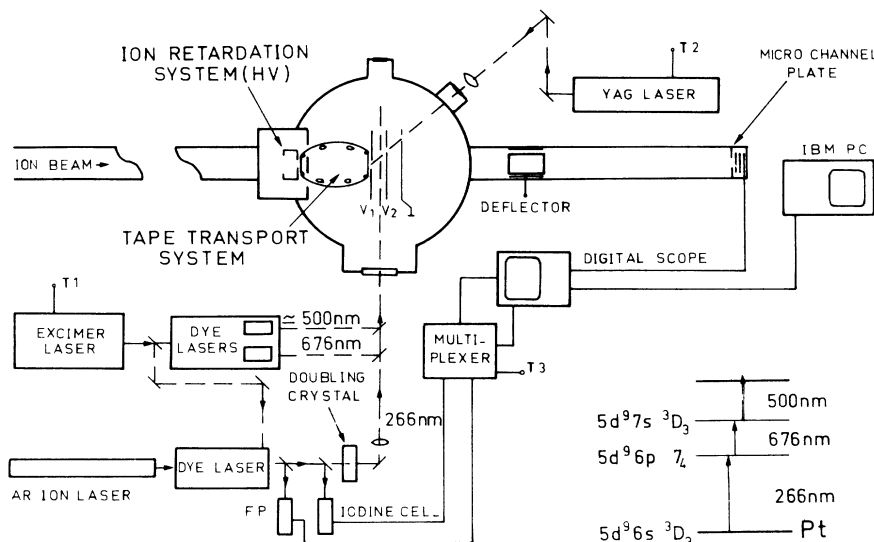 ION RETARDATION
SYSTEM(HV)
T2
MICRO CHANNEL
PLATE
YAG LASER
IBM PC
ION BEAM→
V1 V2
DEFLECTOR
TAPE TRANSPORT
SYSTEM
DIGITAL SCOPE
T1
EXCIMER
LASER
DYE
LASERS
≃ 500nm
676nm
MULTI-
PLEXER
T3
DOUBLING
CRYSTAL
266nm
DYE LASER
AR ION LASER
FP
IODINE CELL
500nm
5d⁹7s ³D₃
676nm
5d⁹6p 7₄
266nm
5d⁹6s ³D₃
Pt